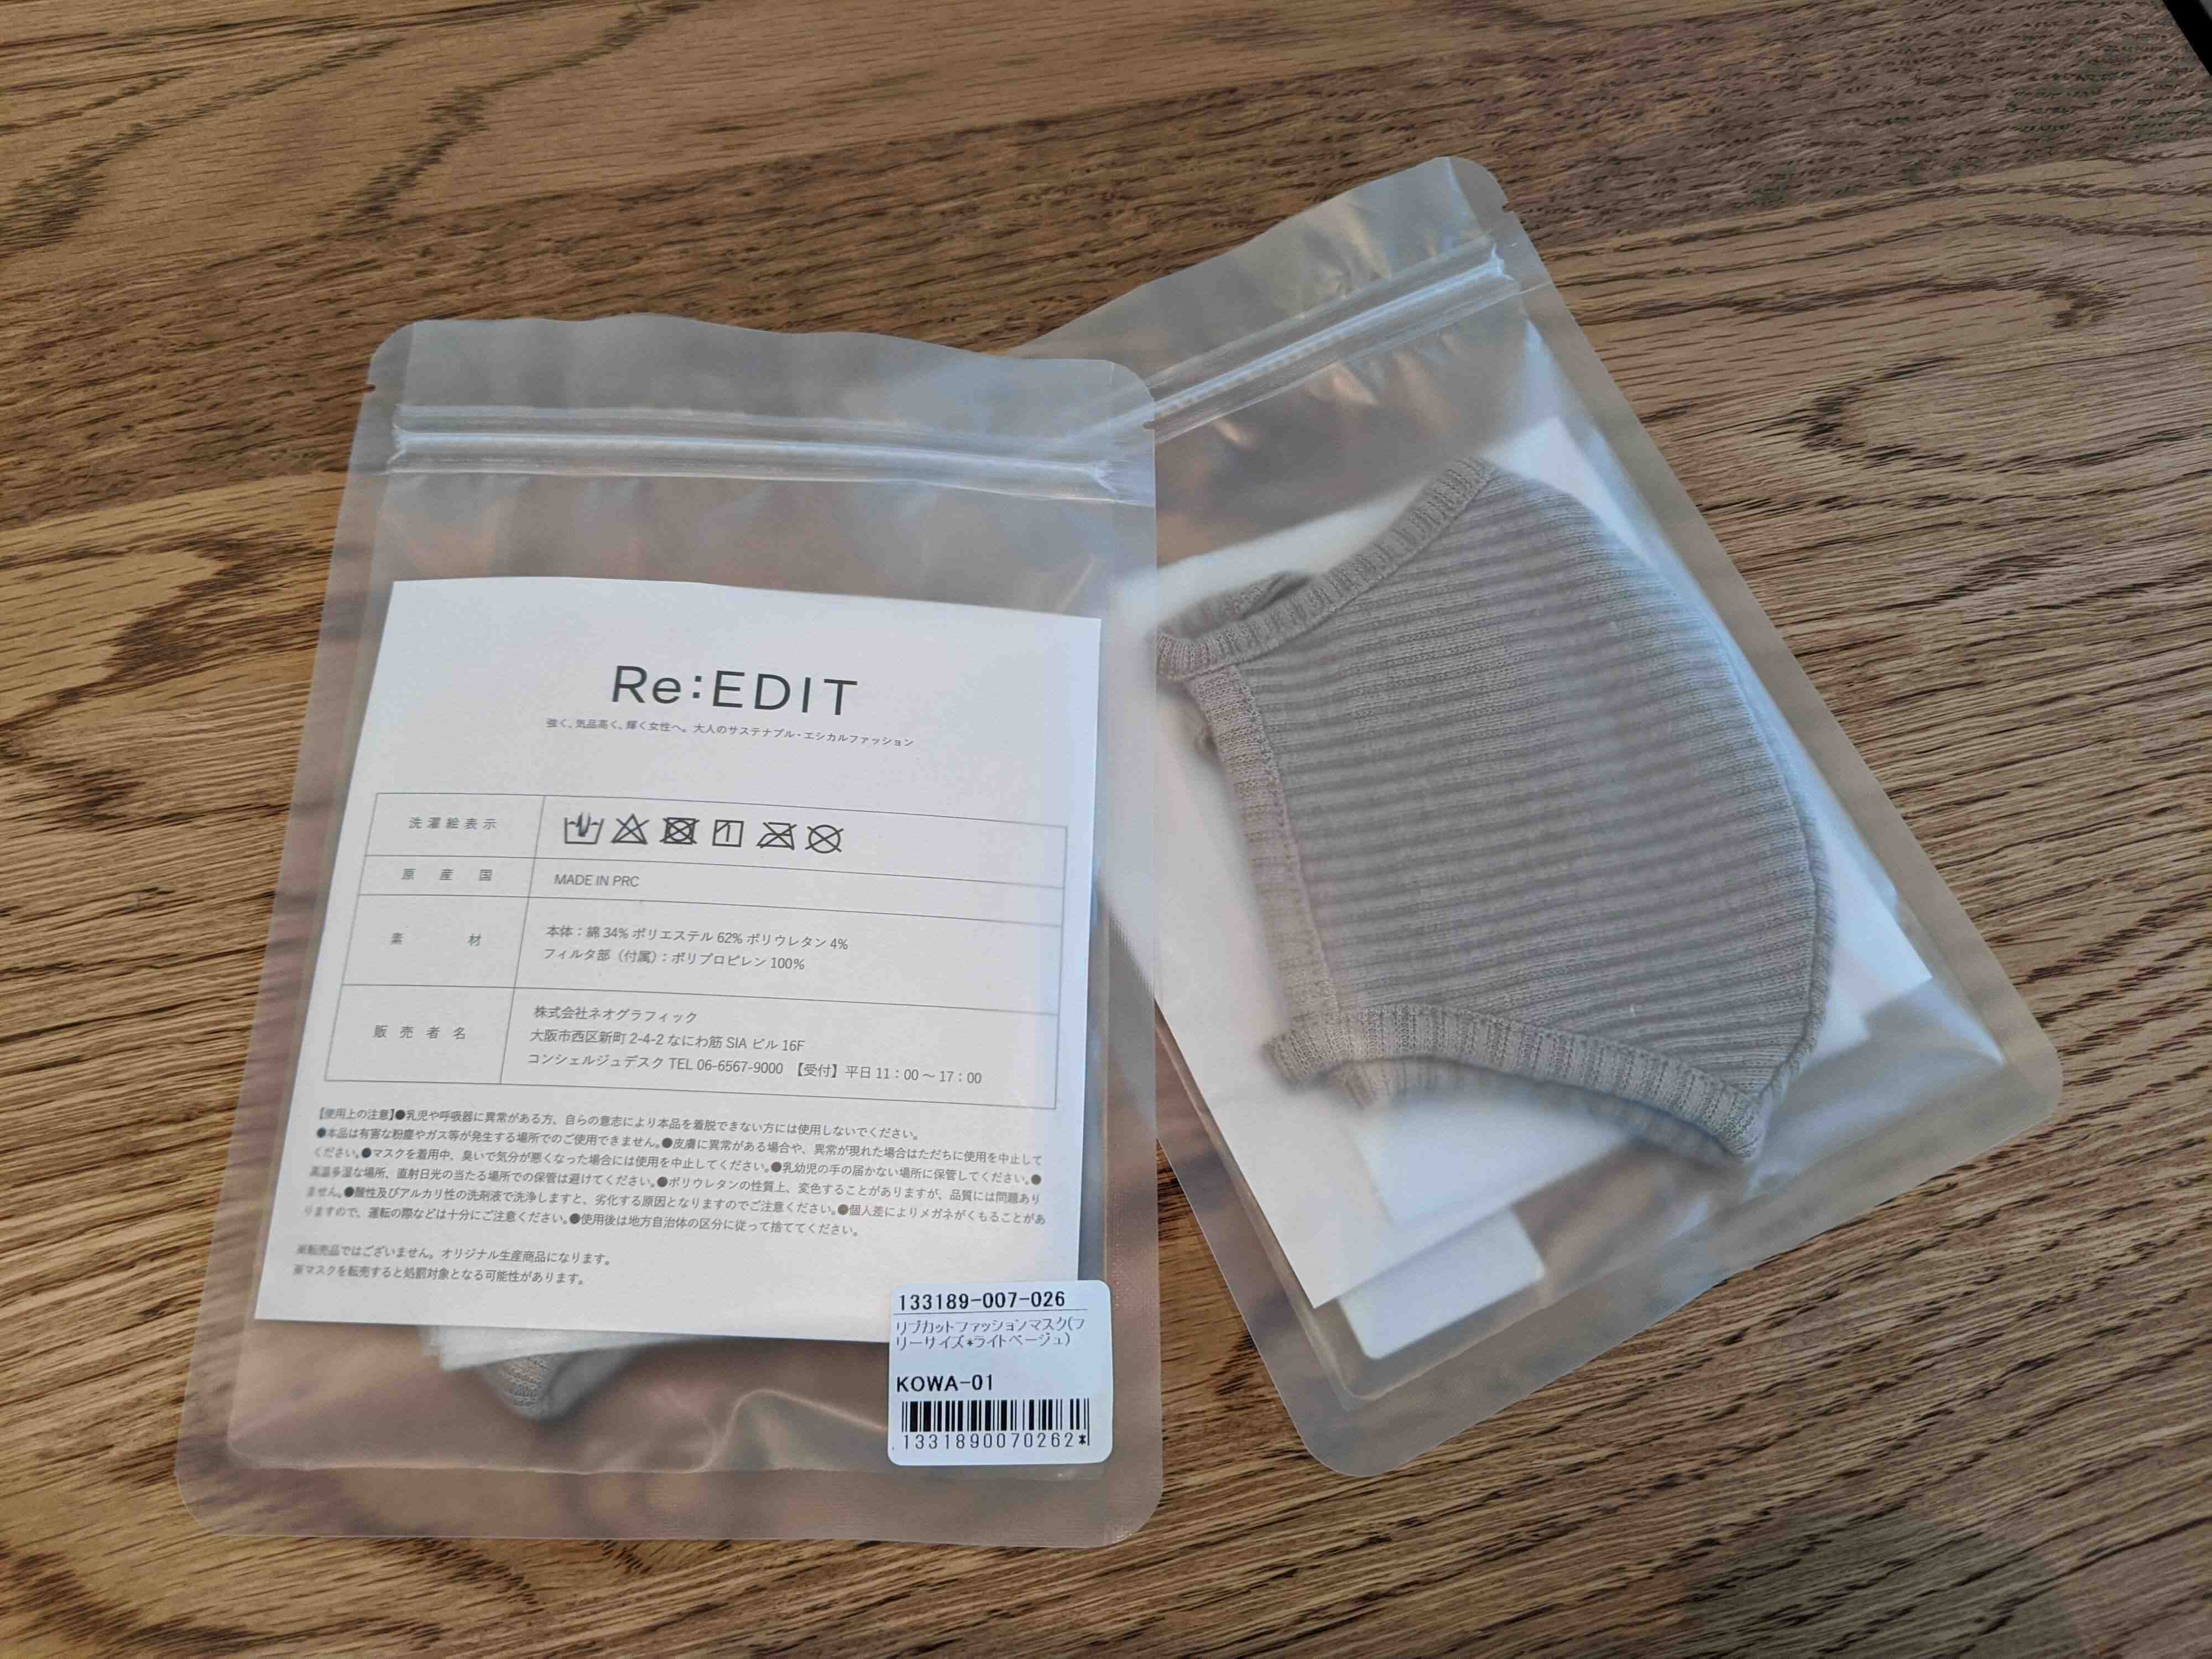 Re:EDIT
強く、気品高く、輝く女性へ。大人のサステナブル・エシカルファッション
洗濯絵表示
原産国 MADE IN PRC
素材 本体：綿 34% ポリエステル 62% ポリウレタン 4%
フィルタ部（付属）：ポリプロピレン 100%
販売者名 株式会社ネオグラフィック
大阪市西区新町 2-4-2 なにわ筋 SIA ビル 16F
コンシェルジュデスク TEL 06-6567-9000 【受付】平日 11：00 〜 17：00
【使用上の注意】●乳児や呼吸器に異常がある方、自らの意志により本品を着脱できない方には使用しないでください。
●本品は有害な粉塵やガス等が発生する場所でのご使用できません。●皮膚に異常がある場合や、異常が現れた場合はただちに使用を中止して
ください。●マスクを着用中、臭いで気分が悪くなった場合には使用を中止してください。●乳幼児の手の届かない場所に保管してください。●
高温多湿な場所、直射日光の当たる場所での保管は避けてください。●ポリウレタンの性質上、変色することがありますが、品質には問題あり
ません。●酸性及びアルカリ性の洗剤液で洗浄しますと、劣化する原因となりますのでご注意ください。●個人差によりメガネがくもることがあ
りますので、運転の際などは十分にご注意ください。●使用後は地方自治体の区分に従って捨ててください。
※転売品ではございません。オリジナル生産商品になります。
※マスクを転売すると処罰対象となる可能性があります。
133189-007-026
リブカットファッションマスク(フ
リーサイズ*ライトベージュ)
KOWA-01
1331890070262*